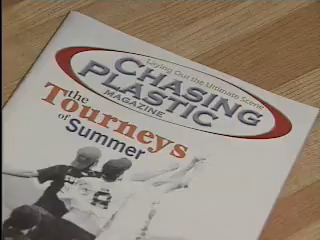 Laying Out the Ultimate Scene
CHASING
PLASTIC
MAGAZINE
the
Tourneys
of Summer